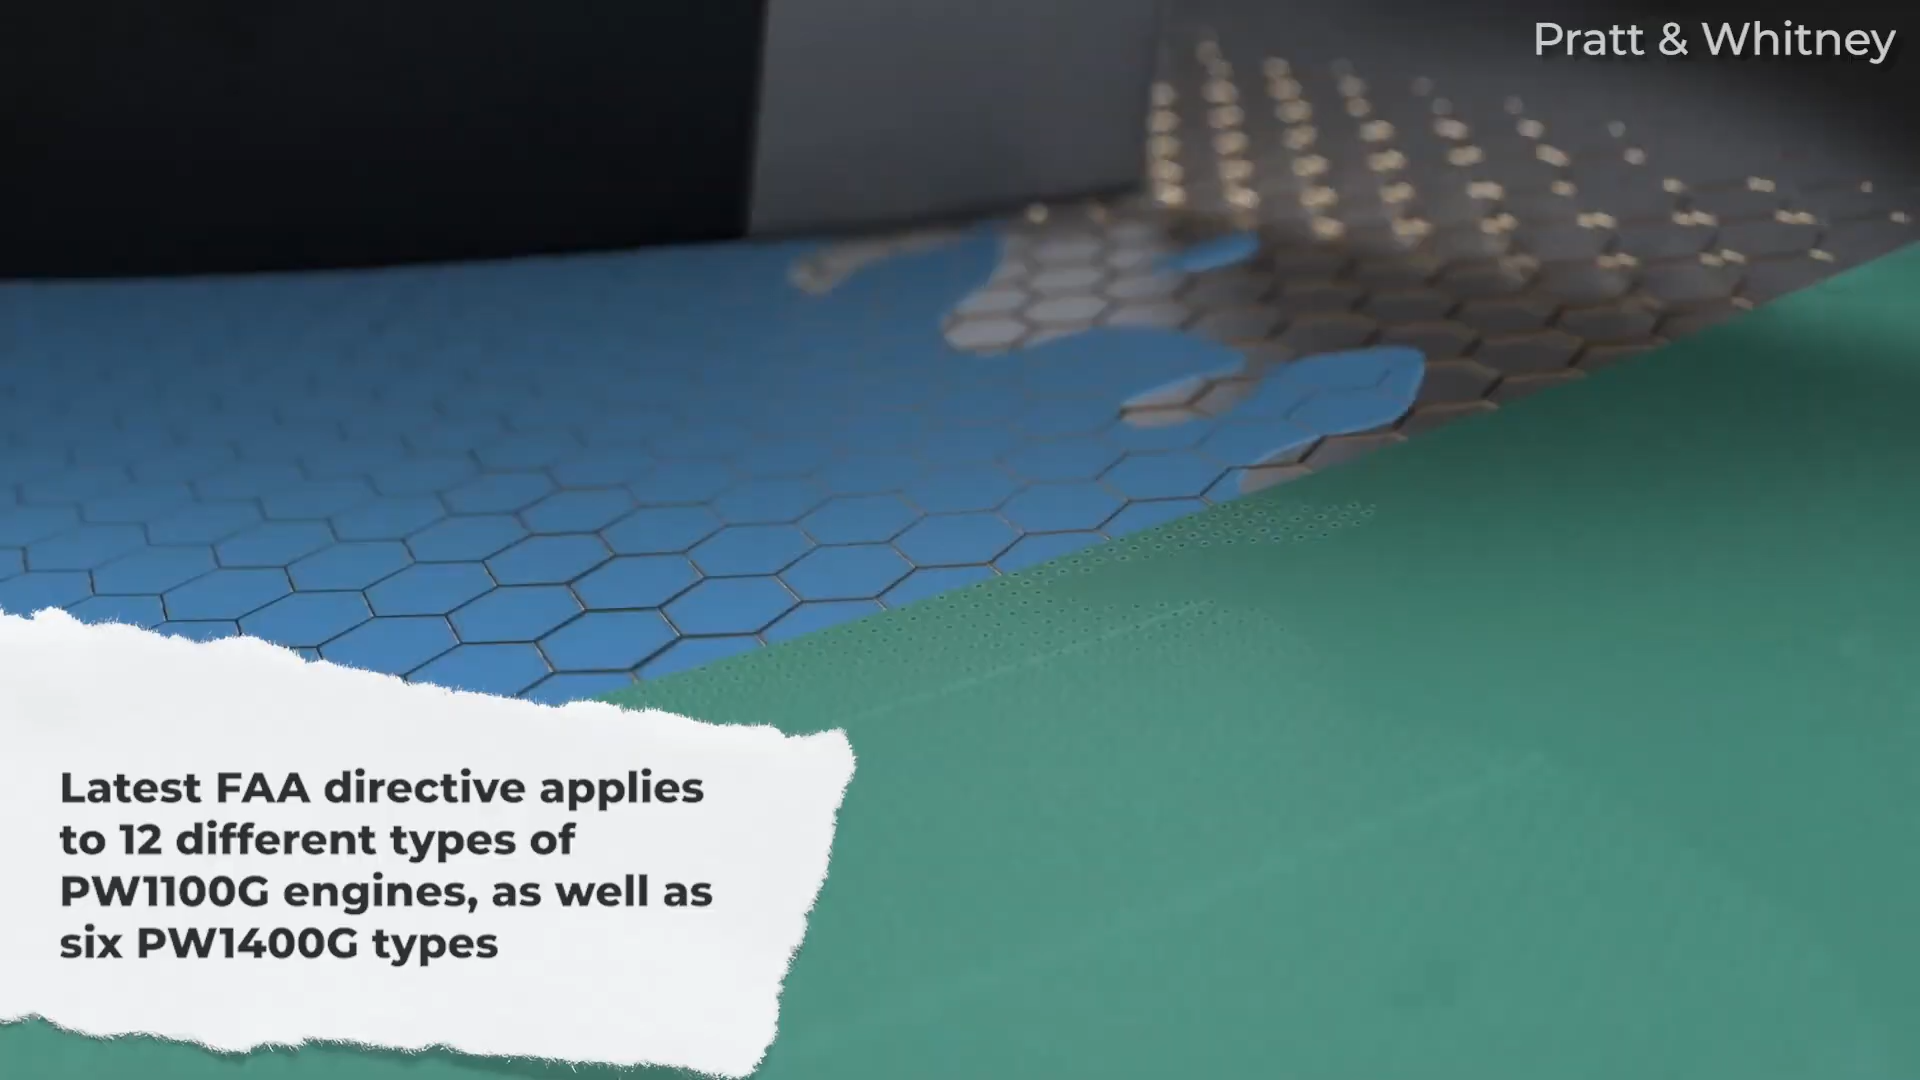 Pratt & Whitney
Latest FAA directive applies
to 12 different types of
PW1100G engines, as well as
six PW1400G types